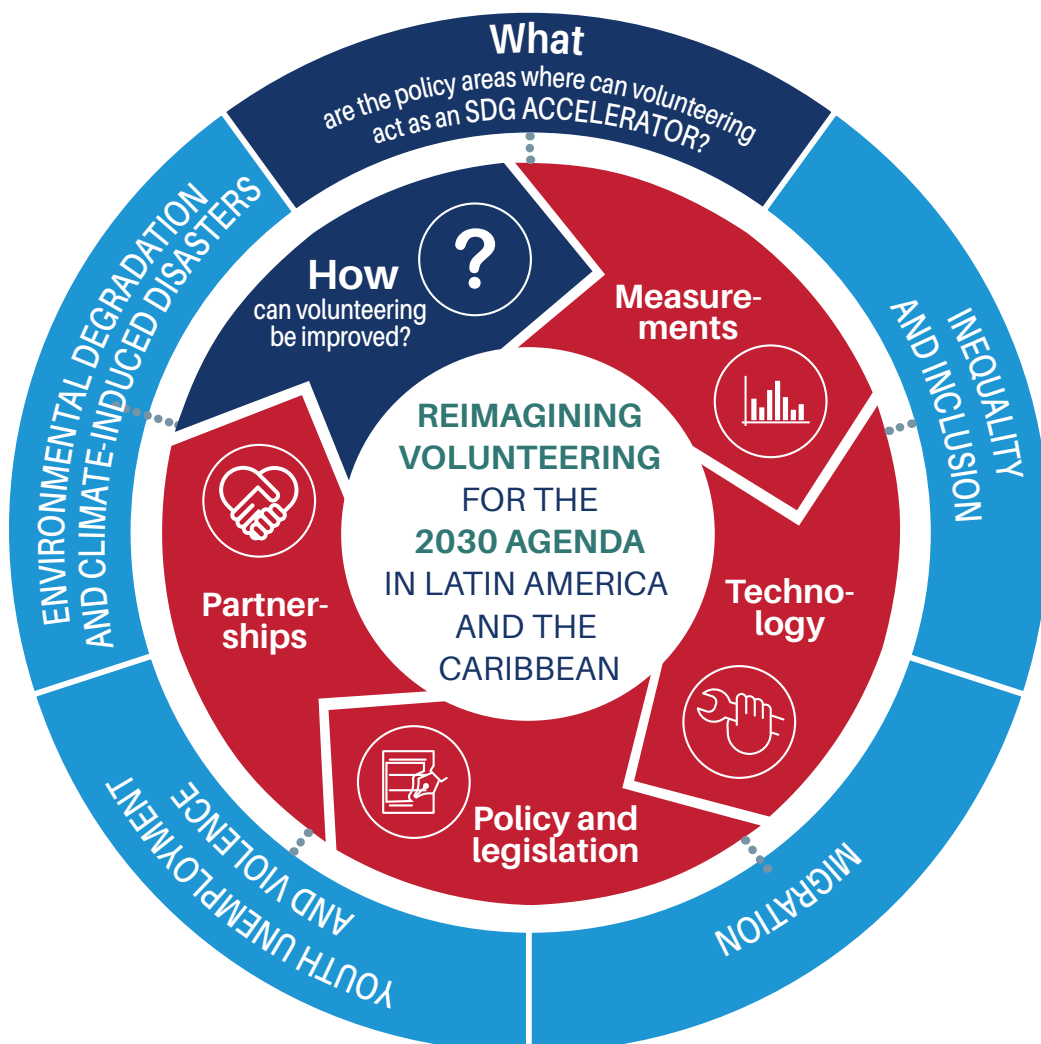 What
are the policy areas where can volunteering
act as an SDG ACCELERATOR?
INEQUALITY
AND INCLUSION
MIGRATION
YOUTH UNEMPLOYMENT
AND VIOLENCE
ENVIRONMENTAL DEGRADATION
AND CLIMATE-INDUCED DISASTERS
How
can volunteering
be improved?
?
Measure-
ments
Techno-
logy
Policy and
legislation
Partner-
ships
REIMAGINING
VOLUNTEERING
FOR THE
2030 AGENDA
IN LATIN AMERICA
AND THE
CARIBBEAN